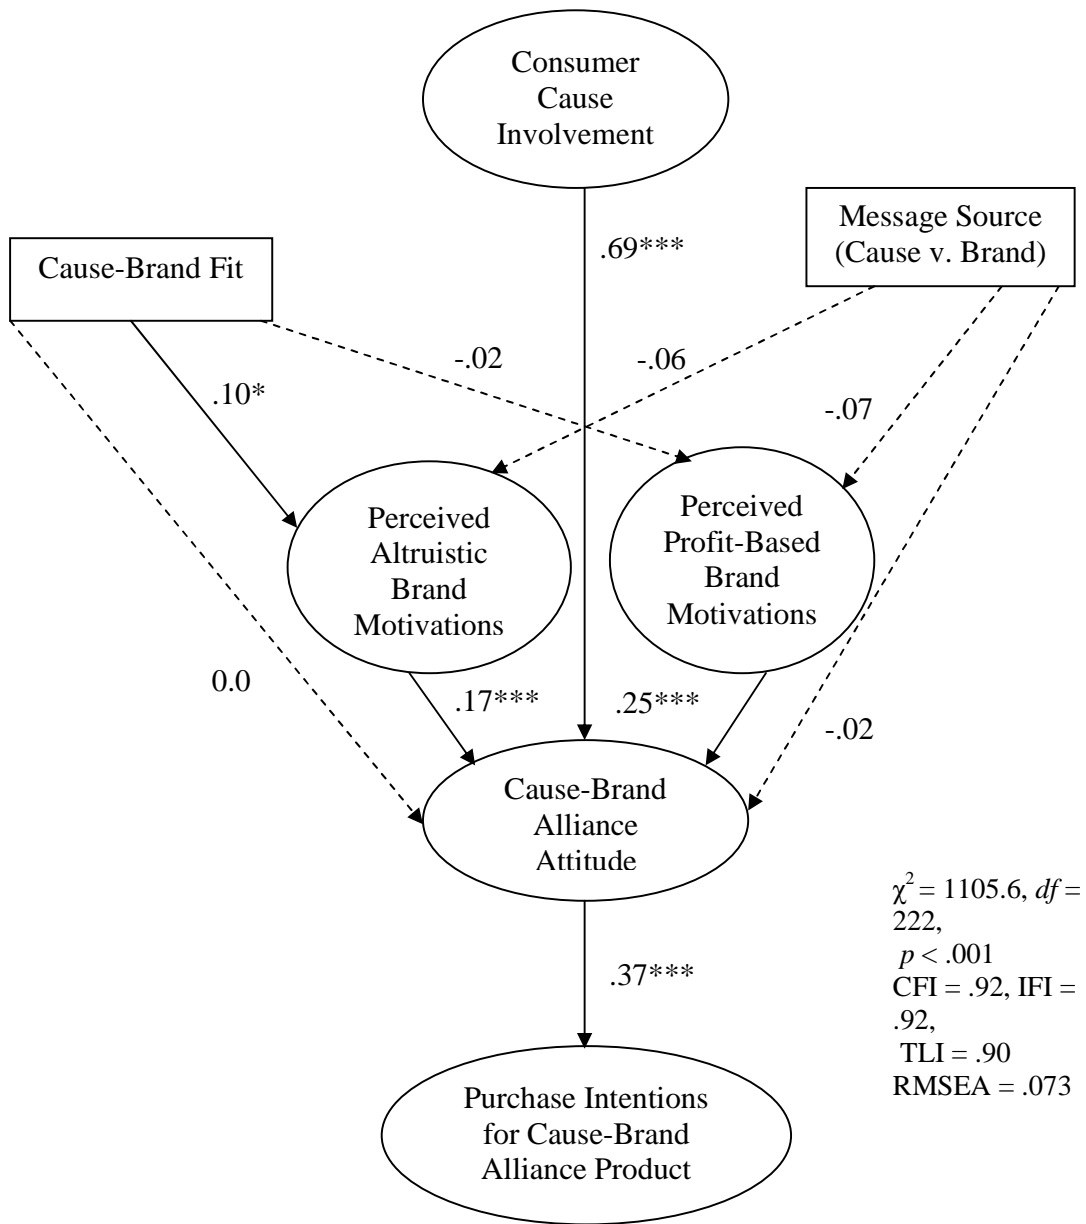 Consumer
Cause
Involvement
Message Source
(Cause v. Brand)
Cause-Brand Fit
.69***
-.02
-.06
.10*
-.07
Perceived
Altruistic
Brand
Motivations
Perceived
Profit-Based
Brand
Motivations
0.0
.17***
.25***
-.02
Cause-Brand
Alliance
Attitude
χ² = 1105.6, df =
222,
p < .001
CFI = .92, IFI =
.92,
TLI = .90
RMSEA = .073
.37***
Purchase Intentions
for Cause-Brand
Alliance Product